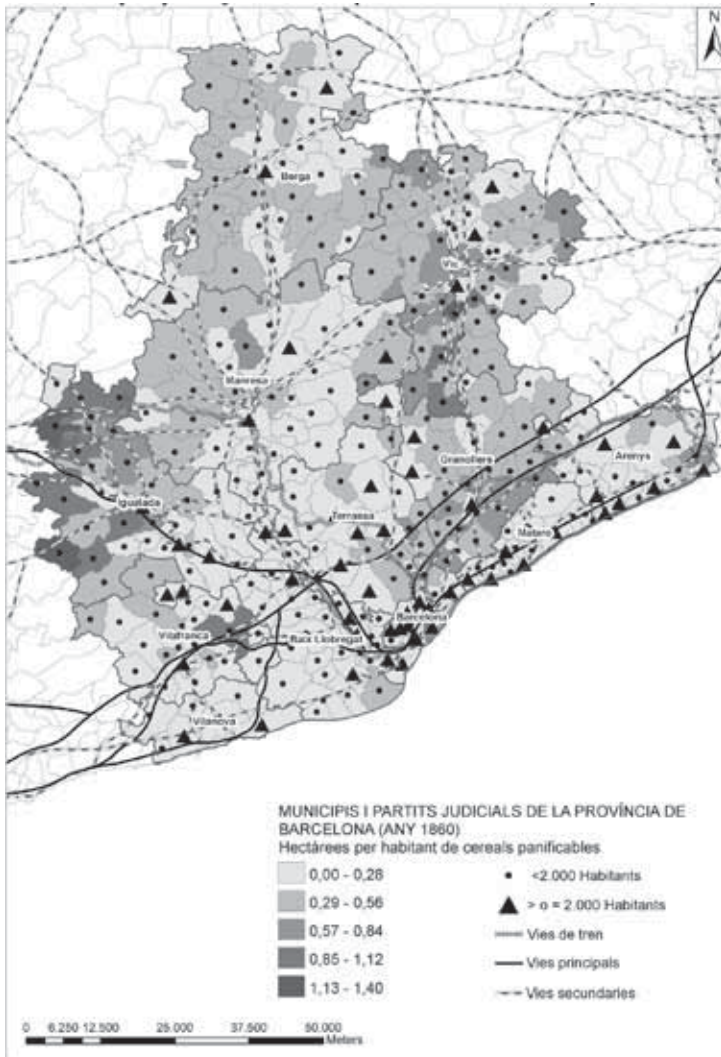 N
Berga
Vic
Manresa
Granollers
Arenys
Igualada
Terrassa
Mataró
Barcelona
Vilafranca
Baix Llobregat
Vilanova
MUNICIPIS I PARTITS JUDICIALS DE LA PROVÍNCIA DE
BARCELONA (ANY 1860)
Hectàrees per habitant de cereals panificables
0,00 - 0,28
0,29 - 0,56
0,57 - 0,84
0,85 - 1,12
1,13 - 1,40
<2.000 Habitants
> o = 2.000 Habitants
Vies de tren
Vies principals
Vies secundaries
0 6.250 12.500 25.000 37.500 50.000
Meters